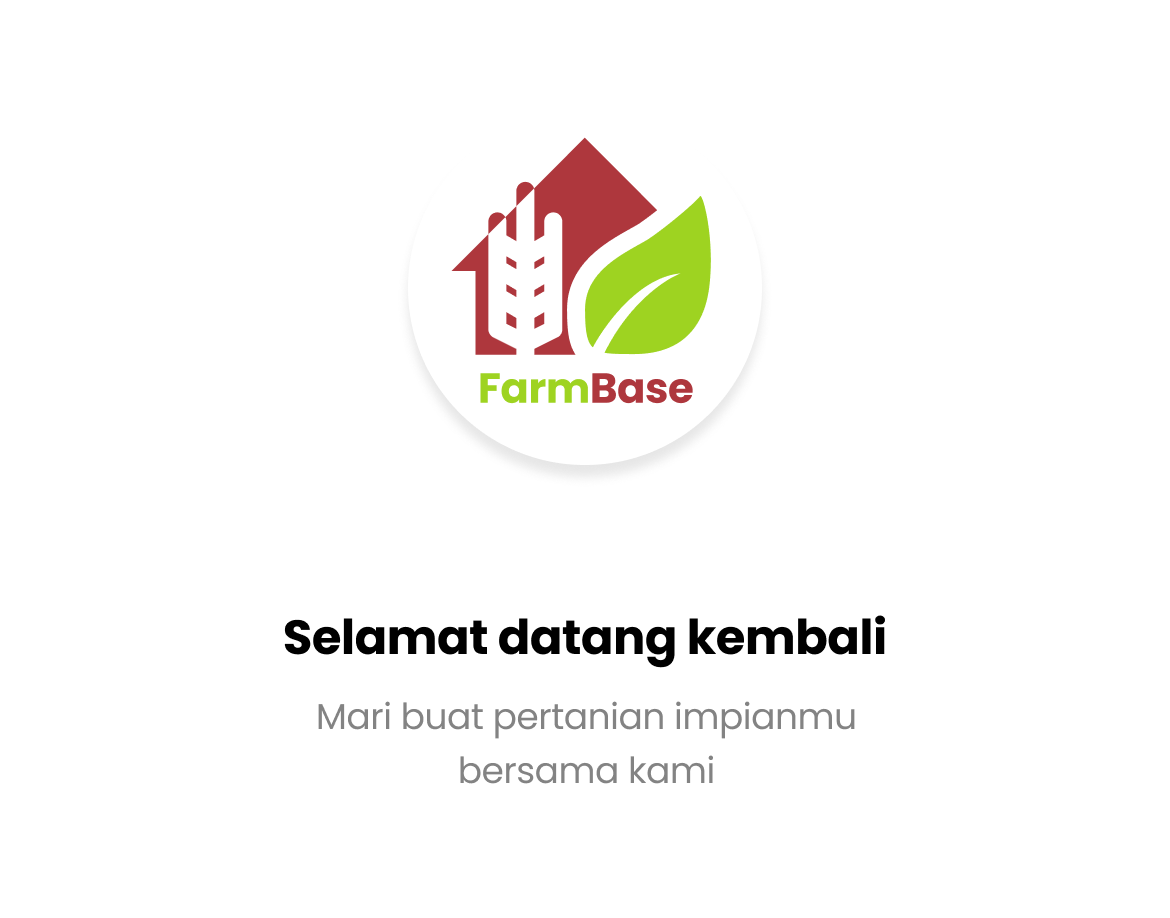 FarmBase
Selamat datang kembali
Mari buat pertanian impianmu
bersama kami